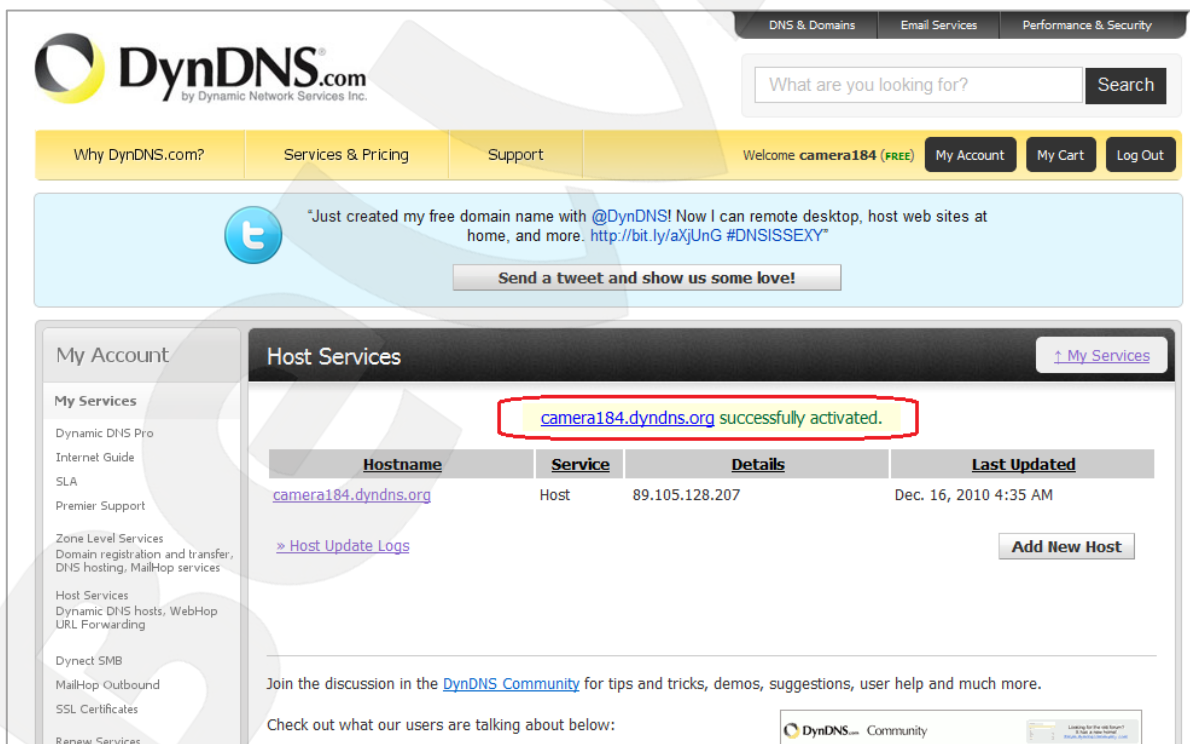 DNS & Domains Email Services Performance & Security
DynDNS.com
by Dynamic Network Services Inc.
What are you looking for? Search
Why DynDNS.com? Services & Pricing Support Welcome camera184 (FREE) My Account My Cart Log Out
"Just created my free domain name with @DynDNS! Now I can remote desktop, host web sites at
home, and more. http://bit.ly/aXjUnG #DNSISSEXY"
Send a tweet and show us some love!
My Account
My Services
Dynamic DNS Pro
Internet Guide
SLA
Premier Support
Zone Level Services
Domain registration and transfer,
DNS hosting, MailHop services
Host Services
Dynamic DNS hosts, WebHop
URL Forwarding
Dynect SMB
MailHop Outbound
SSL Certificates
Renew Services
Host Services ↑ My Services
camera184.dyndns.org successfully activated.
Hostname Service Details Last Updated
camera184.dyndns.org Host 89.105.128.207 Dec. 16, 2010 4:35 AM
» Host Update Logs Add New Host
Join the discussion in the DynDNS Community for tips and tricks, demos, suggestions, user help and much more.
Check out what our users are talking about below:
DynDNS.com Community
Looking for the old forum?